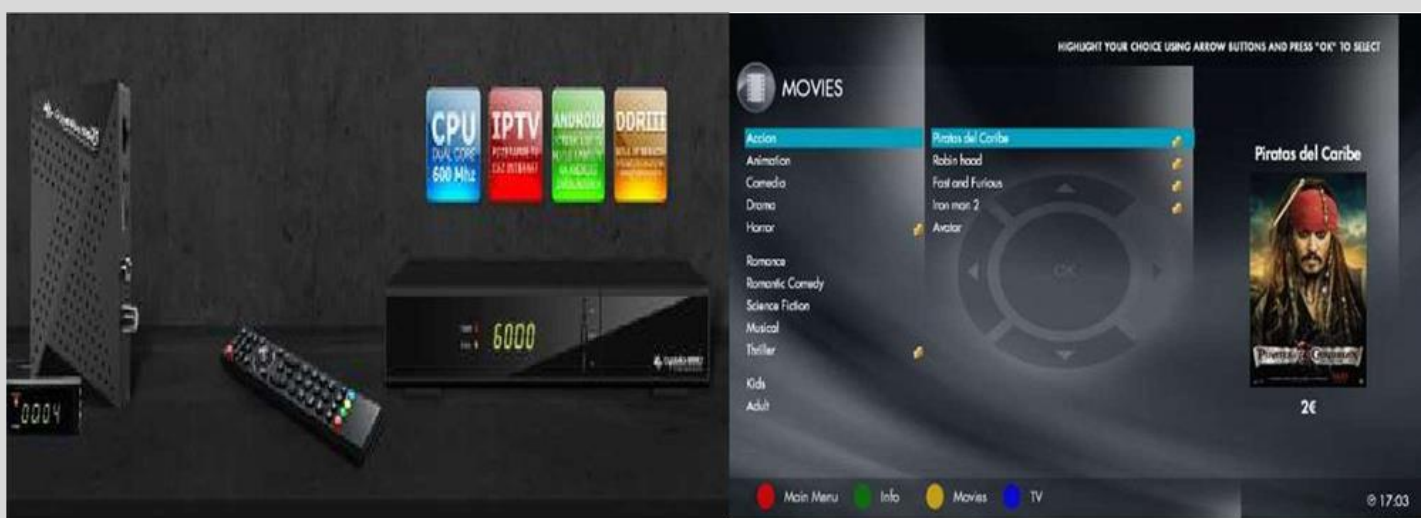 CPU
DUAL CORE
600 Mhz
IPTV
ANDROID
DDRIII
6000
0004
HIGHLIGHT YOUR CHOICE USING ARROW BUTTONS AND PRESS "OK" TO SELECT
MOVIES
Accion
Animation
Comedia
Drama
Horror
Romance
Romantic Comedy
Science Fiction
Musical
Thriller
Kids
Adult
Piratas del Caribe
Robin hood
Fast and Furious
Iron man 2
Avatar
OK
Piratas del Caribe
2€
Main Menu Info Movies TV
17:03